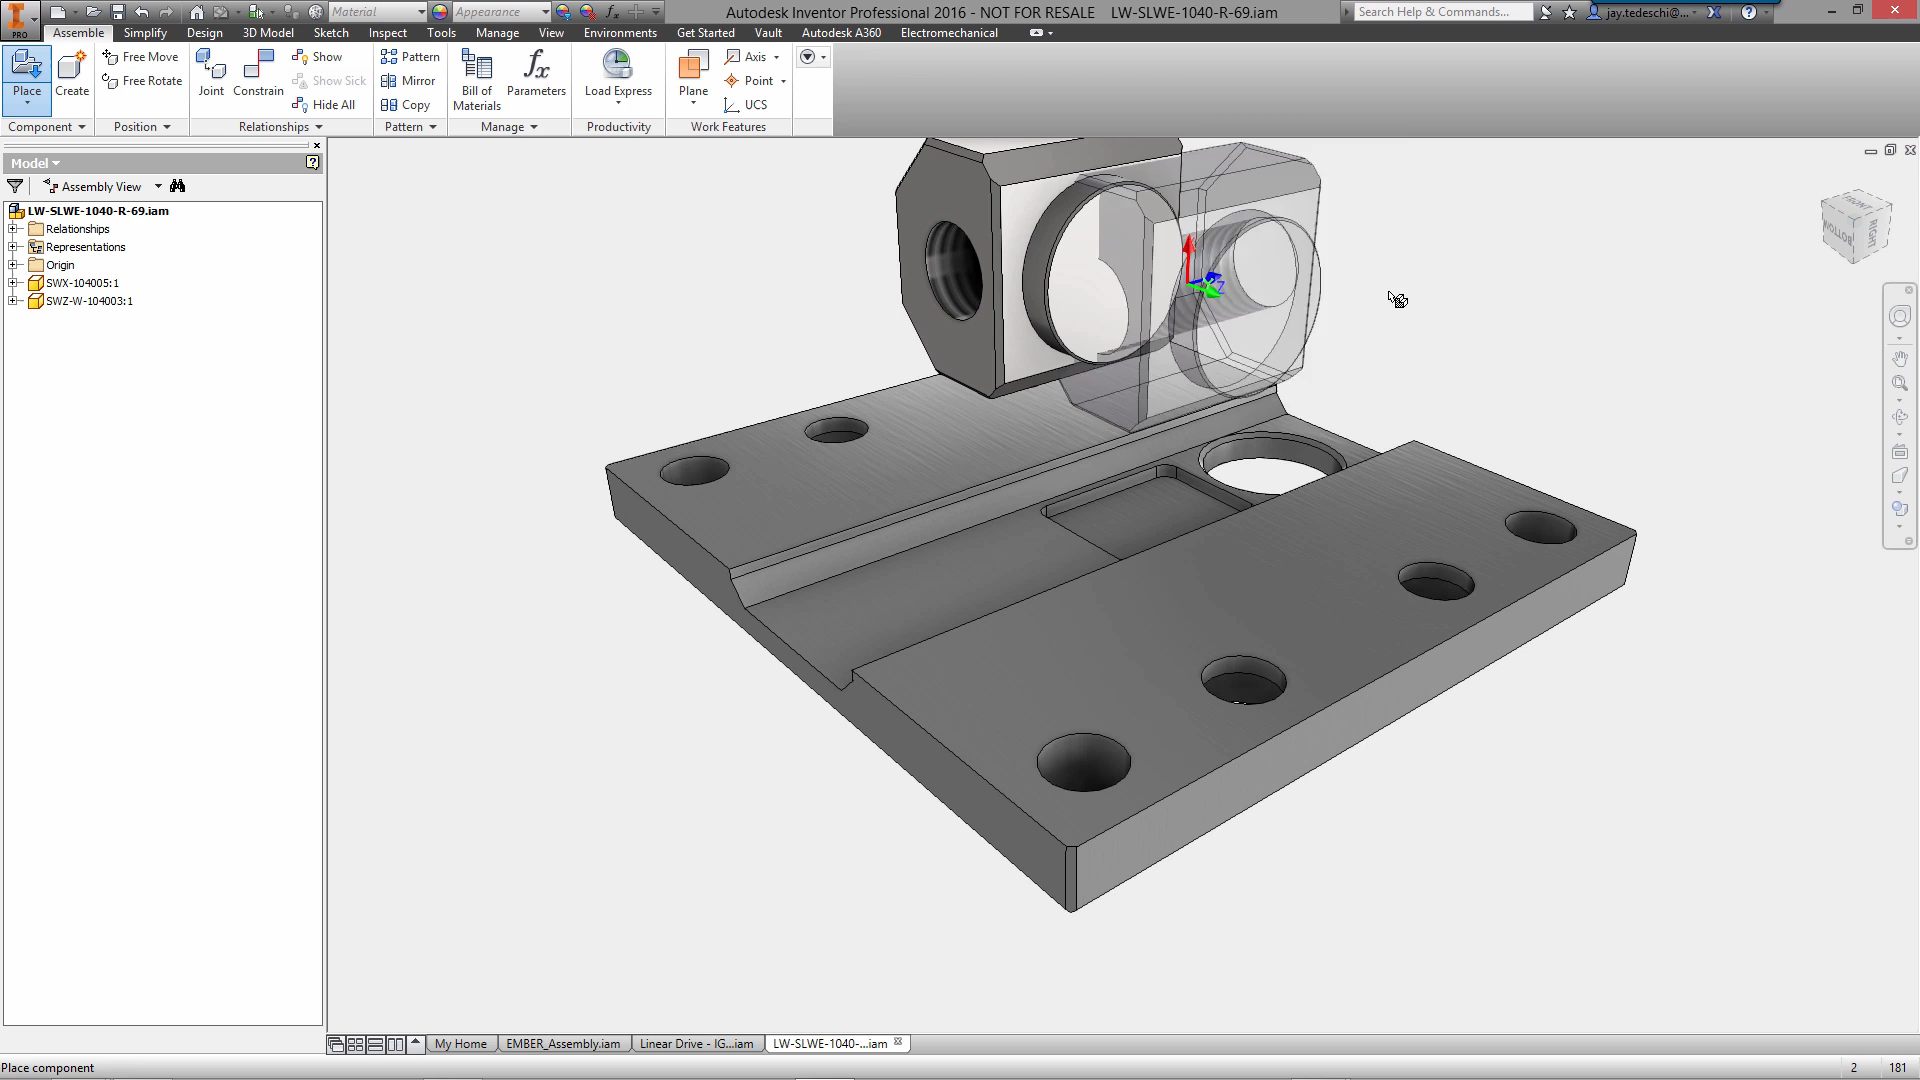 Material
Appearance
Autodesk Inventor Professional 2016 - NOT FOR RESALE LW-SLWE-1040-R-69.iam
Search Help & Commands...
jay.tedeschi@...
PRO
Assemble Simplify Design 3D Model Sketch Inspect Tools Manage View Environments Get Started Vault Autodesk A360 Electromechanical
Place
Create
Free Move
Free Rotate
Joint
Constrain
Show
Show Sick
Hide All
Pattern
Mirror
Copy
Bill of
Materials
Parameters
Load Express
Plane
Axis
Point
UCS
Component
Position
Relationships
Pattern
Manage
Productivity
Work Features
Model
Assembly View
LW-SLWE-1040-R-69.iam
Relationships
Representations
Origin
SWX-104005:1
SWZ-W-104003:1
Z
FRONT
BOTTOM
RIGHT
My Home
EMBER_Assembly.iam
Linear Drive - IG...iam
LW-SLWE-1040-...iam
Place component
2 181